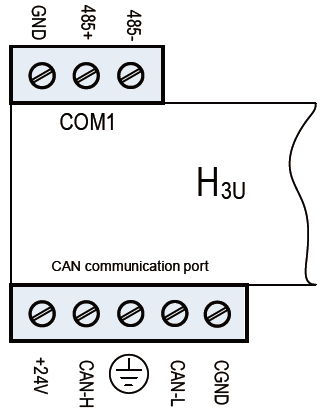 GND 485+ 485-
COM1
H3U
CAN communication port
+24V CAN-H CAN-L CGND